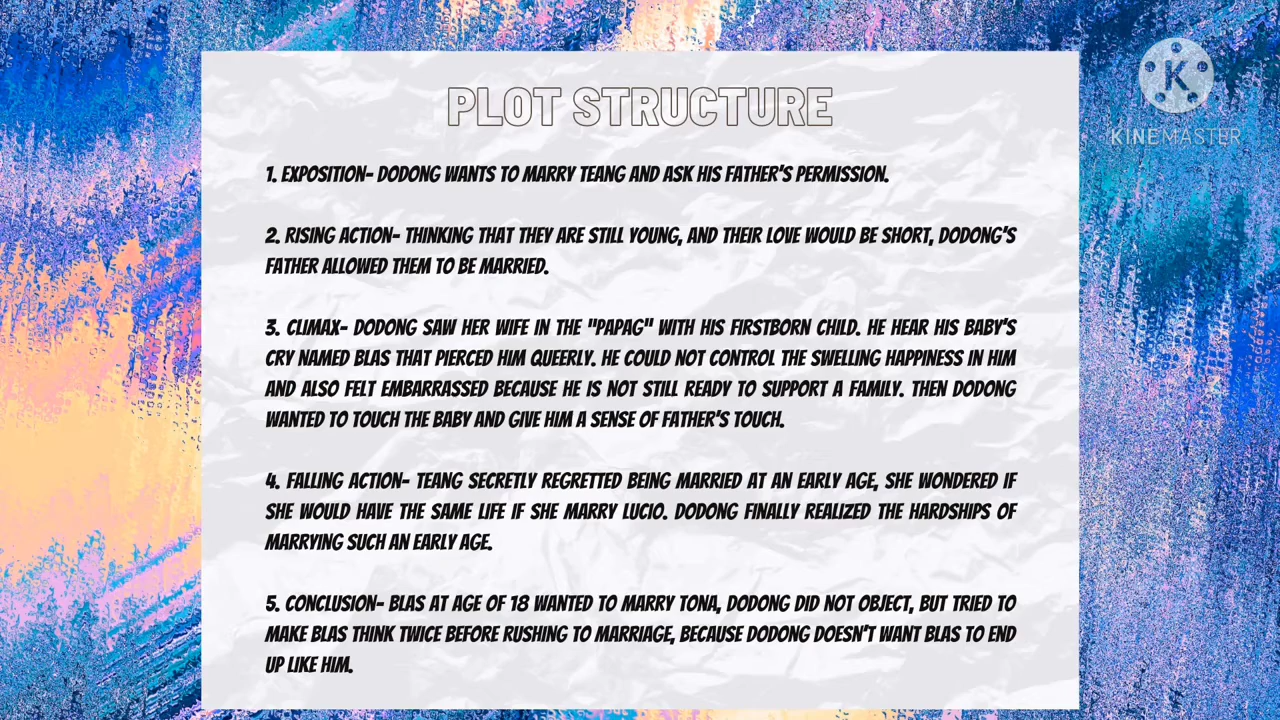 PLOT STRUCTURE
K
KINEMASTER
1. EXPOSITION- DODONG WANTS TO MARRY TEANG AND ASK HIS FATHER'S PERMISSION.
2. RISING ACTION- THINKING THAT THEY ARE STILL YOUNG, AND THEIR LOVE WOULD BE SHORT, DODONG'S
FATHER ALLOWED THEM TO BE MARRIED.
3. CLIMAX- DODONG SAW HER WIFE IN THE "PAPAG" WITH HIS FIRSTBORN CHILD. HE HEAR HIS BABY'S
CRY NAMED BLAS THAT PIERCED HIM QUEERLY. HE COULD NOT CONTROL THE SWELLING HAPPINESS IN HIM
AND ALSO FELT EMBARRASSED BECAUSE HE IS NOT STILL READY TO SUPPORT A FAMILY. THEN DODONG
WANTED TO TOUCH THE BABY AND GIVE HIM A SENSE OF FATHER'S TOUCH.
4. FALLING ACTION- TEANG SECRETLY REGRETTED BEING MARRIED AT AN EARLY AGE, SHE WONDERED IF
SHE WOULD HAVE THE SAME LIFE IF SHE MARRY LUCIO. DODONG FINALLY REALIZED THE HARDSHIPS OF
MARRYING SUCH AN EARLY AGE.
5. CONCLUSION- BLAS AT AGE OF 18 WANTED TO MARRY TONA, DODONG DID NOT OBJECT, BUT TRIED TO
MAKE BLAS THINK TWICE BEFORE RUSHING TO MARRIAGE, BECAUSE DODONG DOESN'T WANT BLAS TO END
UP LIKE HIM.